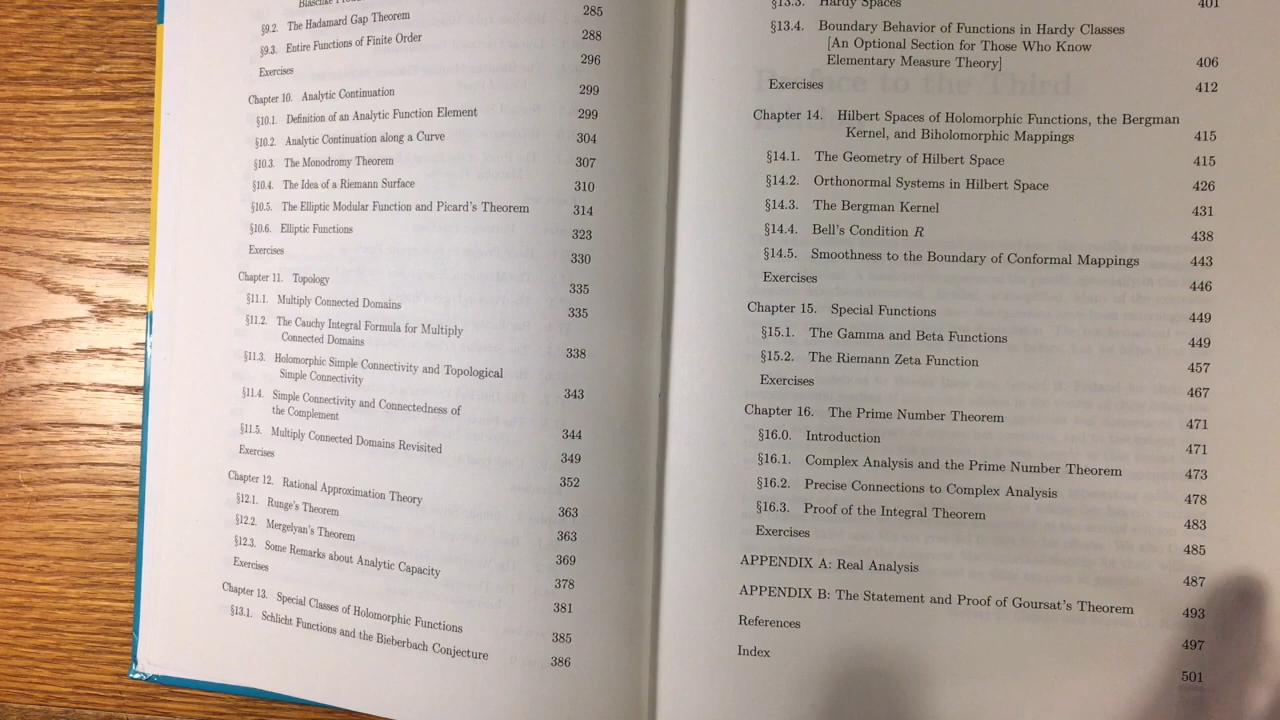 §9.2. The Hadamard Gap Theorem 285
§9.3. Entire Functions of Finite Order 288
Exercises 296
Chapter 10. Analytic Continuation 299
§10.1. Definition of an Analytic Function Element 299
§10.2. Analytic Continuation along a Curve 304
§10.3. The Monodromy Theorem 307
§10.4. The Idea of a Riemann Surface 310
§10.5. The Elliptic Modular Function and Picard's Theorem 314
§10.6. Elliptic Functions 323
Exercises 330
Chapter 11. Topology 335
§11.1. Multiply Connected Domains 335
§11.2. The Cauchy Integral Formula for Multiply
Connected Domains 338
§11.3. Holomorphic Simple Connectivity and Topological
Simple Connectivity 343
§11.4. Simple Connectivity and Connectedness of
the Complement 344
§11.5. Multiply Connected Domains Revisited 349
Exercises 352
Chapter 12. Rational Approximation Theory 363
§12.1. Runge's Theorem 363
§12.2. Mergelyan's Theorem 369
§12.3. Some Remarks about Analytic Capacity 378
Exercises 381
Chapter 13. Special Classes of Holomorphic Functions 385
§13.1. Schlicht Functions and the Bieberbach Conjecture 386
§13.3. Hardy Spaces 401
§13.4. Boundary Behavior of Functions in Hardy Classes
[An Optional Section for Those Who Know
Elementary Measure Theory] 406
Exercises 412
Chapter 14. Hilbert Spaces of Holomorphic Functions, the Bergman
Kernel, and Biholomorphic Mappings 415
§14.1. The Geometry of Hilbert Space 415
§14.2. Orthonormal Systems in Hilbert Space 426
§14.3. The Bergman Kernel 431
§14.4. Bell's Condition R 438
§14.5. Smoothness to the Boundary of Conformal Mappings 443
Exercises 446
Chapter 15. Special Functions 449
§15.1. The Gamma and Beta Functions 449
§15.2. The Riemann Zeta Function 457
Exercises 467
Chapter 16. The Prime Number Theorem 471
§16.0. Introduction 471
§16.1. Complex Analysis and the Prime Number Theorem 473
§16.2. Precise Connections to Complex Analysis 478
§16.3. Proof of the Integral Theorem 483
Exercises 485
APPENDIX A: Real Analysis 487
APPENDIX B: The Statement and Proof of Goursat's Theorem 493
References 497
Index 501